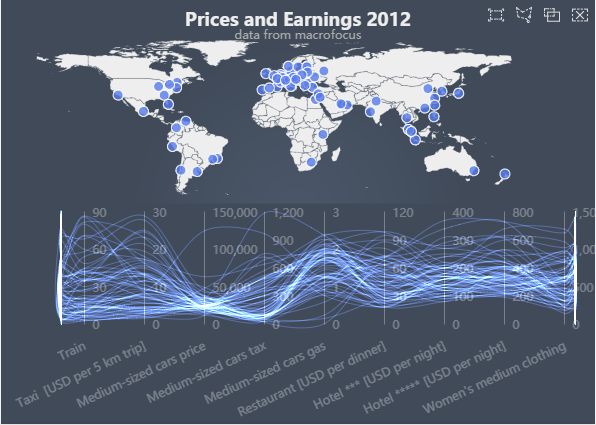 Prices and Earnings 2012
data from macrofocus
90 30 150,000 1,200 3 120 400 800 1,50
900
60 20 100,000 2 90 300 600 1,00
600 60 200 400
30 10 50,000 1 500
300 30 100 200
0 0 0 0 0 0 0 0 0
Train
Taxi [USD per 5 km trip]
Medium-sized cars price
Medium-sized cars tax
Medium-sized cars gas
Restaurant [USD per dinner]
Hotel *** [USD per night]
Hotel ***** [USD per night]
Women's medium clothing